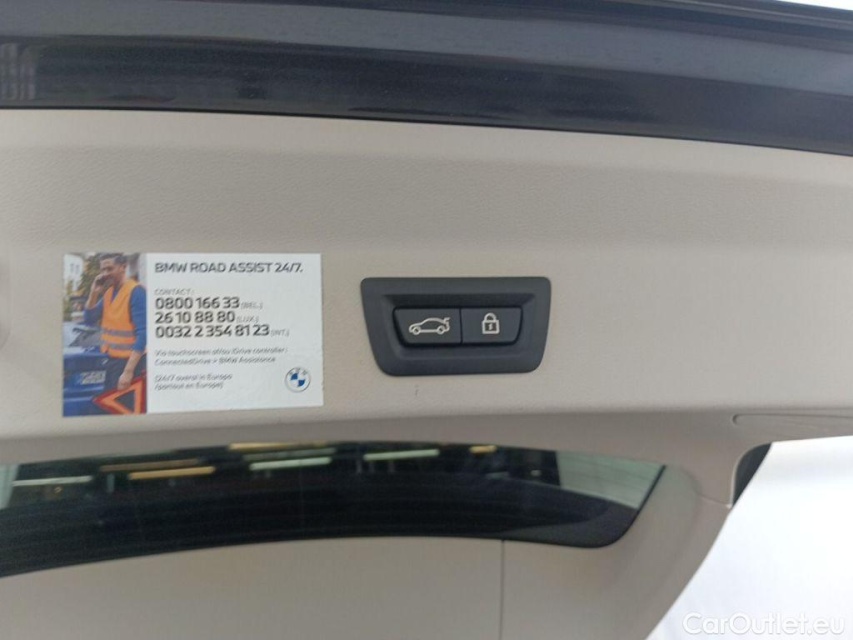 BMW ROAD ASSIST 24/7.
CONTACT:
0800 166 33 (BEL.)
26 10 88 80 (LUX.)
0032 2 354 81 23 (INT.)
Via touchscreen of/ou iDrive controller:
ConnectedDrive > BMW Assistance
(24/7 overal in Europa
(partout en Europe)
CarOutlet.eu